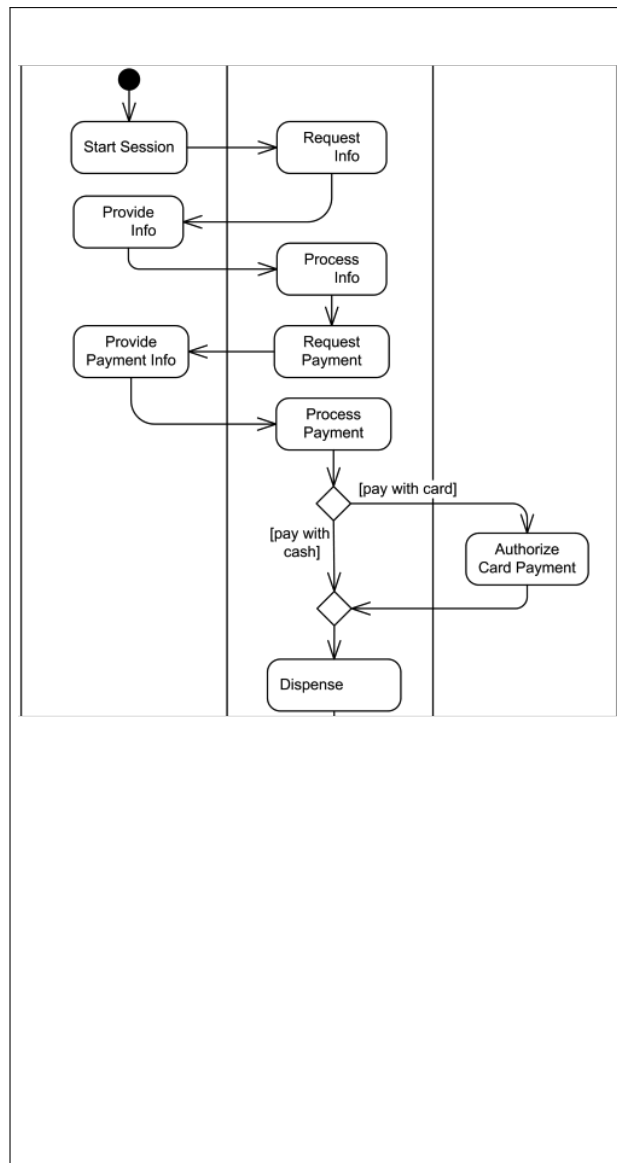 Start Session
Request
Info
Provide
Info
Process
Info
Provide
Payment Info
Request
Payment
Process
Payment
[pay with card]
[pay with
cash]
Authorize
Card Payment
Dispense